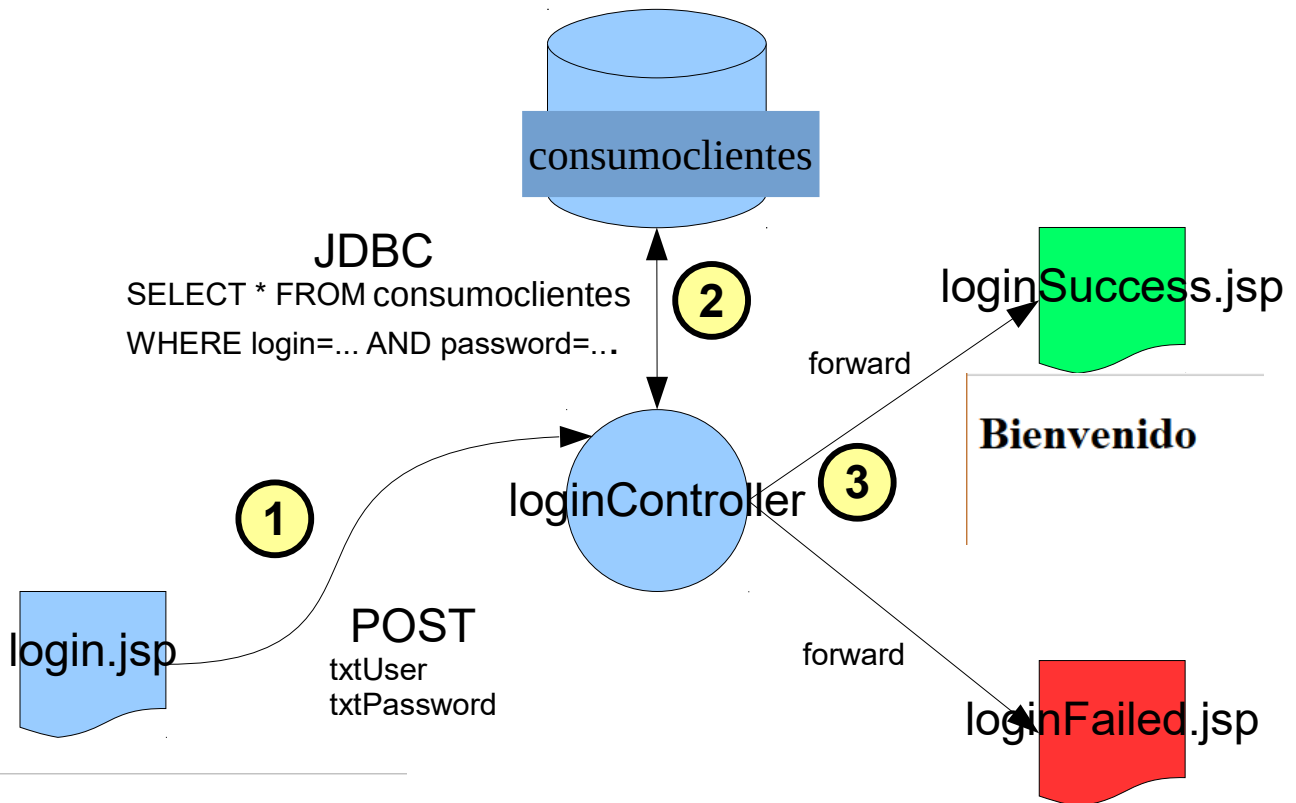 consumoclientes
JDBC
SELECT * FROM consumoclientes
WHERE login=... AND password=...
2
loginSuccess.jsp
forward
Bienvenido
1
loginController
3
login.jsp
POST
txtUser
txtPassword
forward
loginFailed.jsp